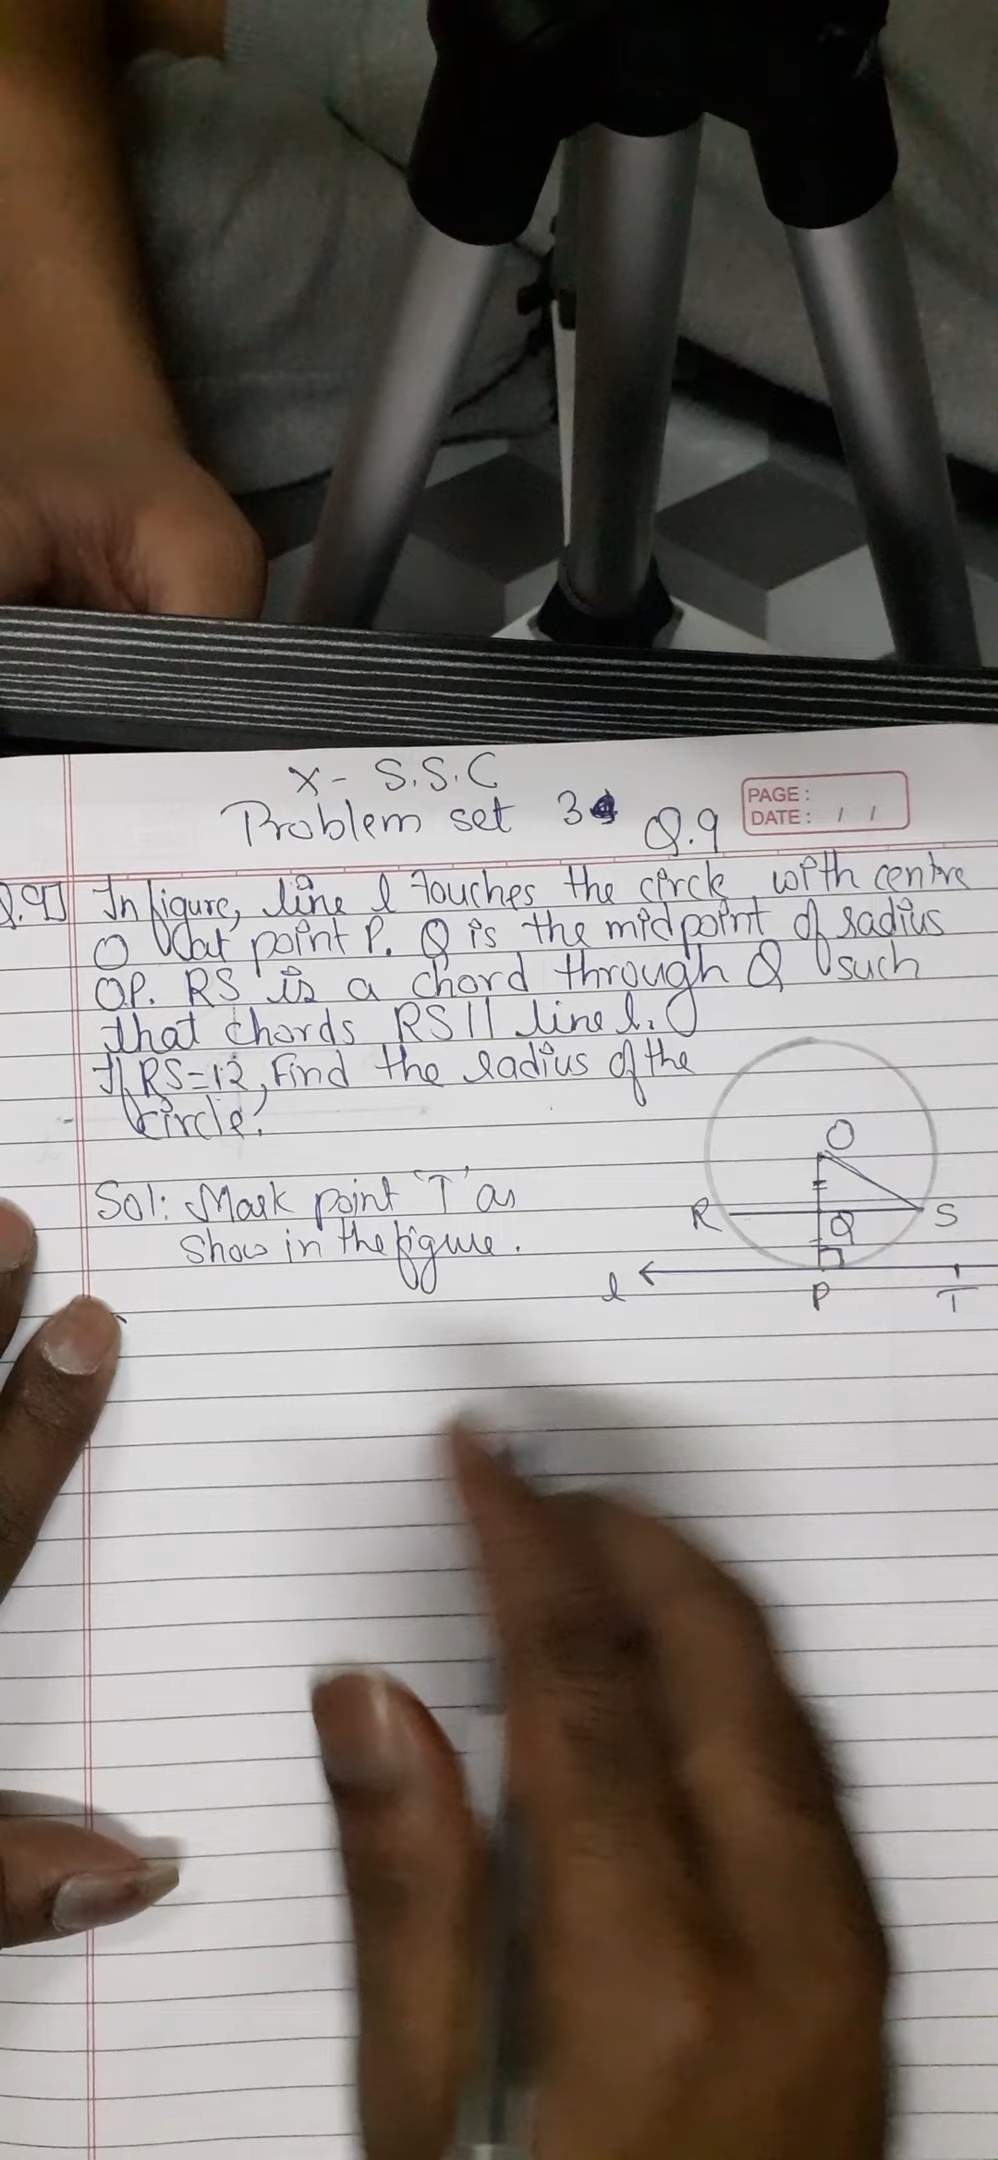 X- S.S.C
Problem set 3 Q.9
PAGE :
DATE : / /
Q.9] In figure, line l touches the circle with centre
O at point P. Q is the midpoint of radius
OP. RS is a chord through Q such
that chords RS || line l.
If RS=12, Find the radius of the
circle.
Sol: Mark point 'T' as
show in the figure.
O
R
S
Q
l
P
T